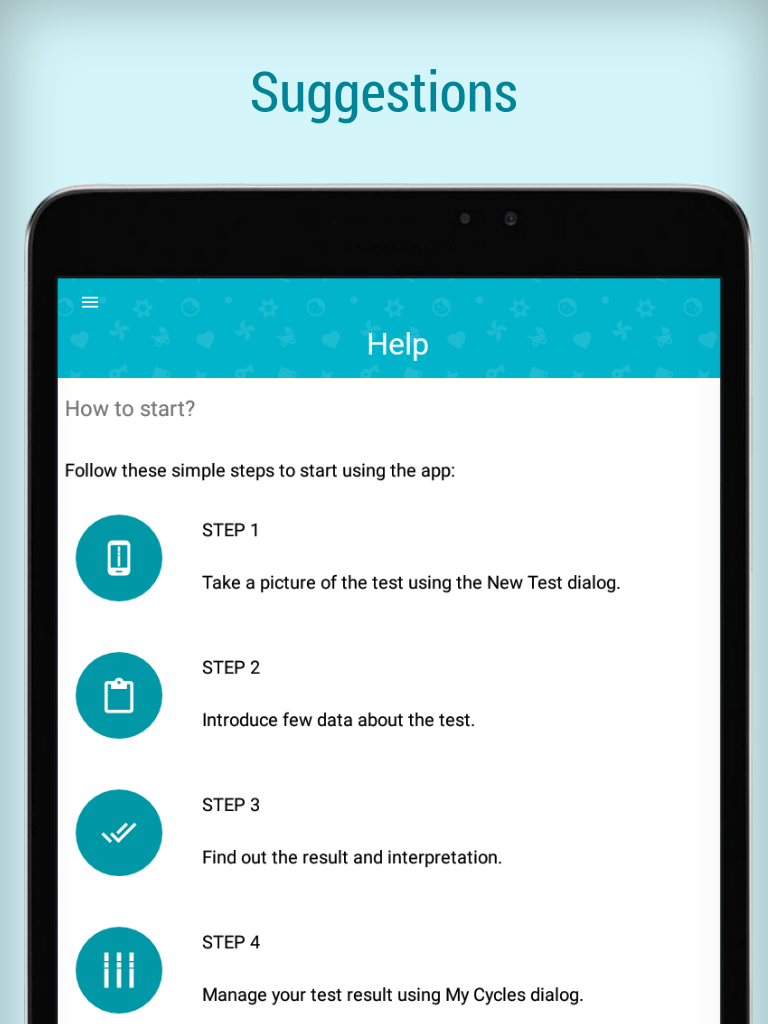 Suggestions
Help
How to start?
Follow these simple steps to start using the app:
STEP 1
Take a picture of the test using the New Test dialog.
STEP 2
Introduce few data about the test.
STEP 3
Find out the result and interpretation.
STEP 4
Manage your test result using My Cycles dialog.